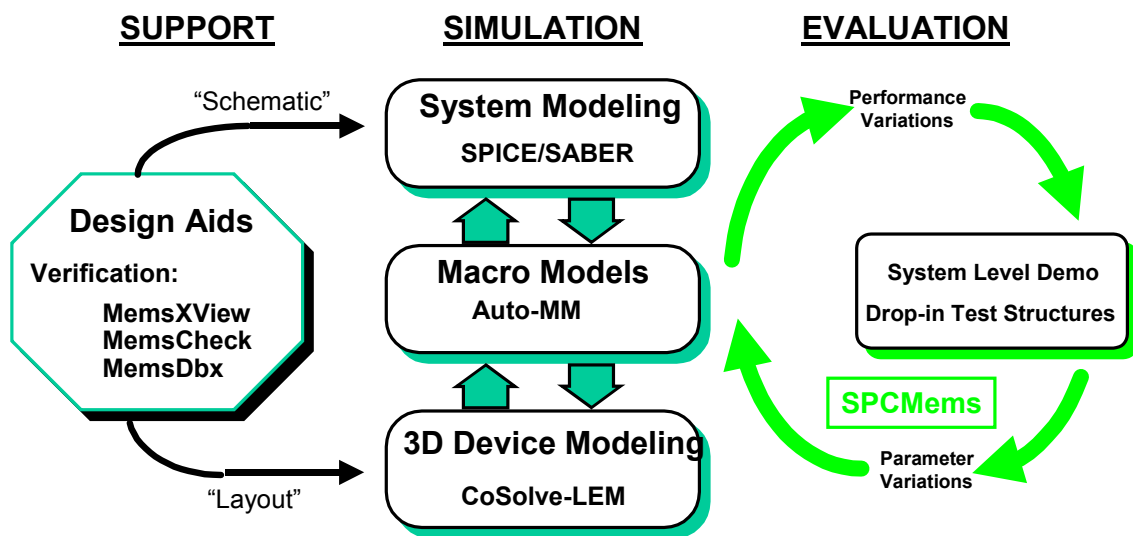 SUPPORT
SIMULATION
EVALUATION
“Schematic”
Design Aids
Verification:
MemsXView
MemsCheck
MemsDbx
“Layout”
System Modeling
SPICE/SABER
Macro Models
Auto-MM
3D Device Modeling
CoSolve-LEM
Performance
Variations
System Level Demo
Drop-in Test Structures
SPCMems
Parameter
Variations